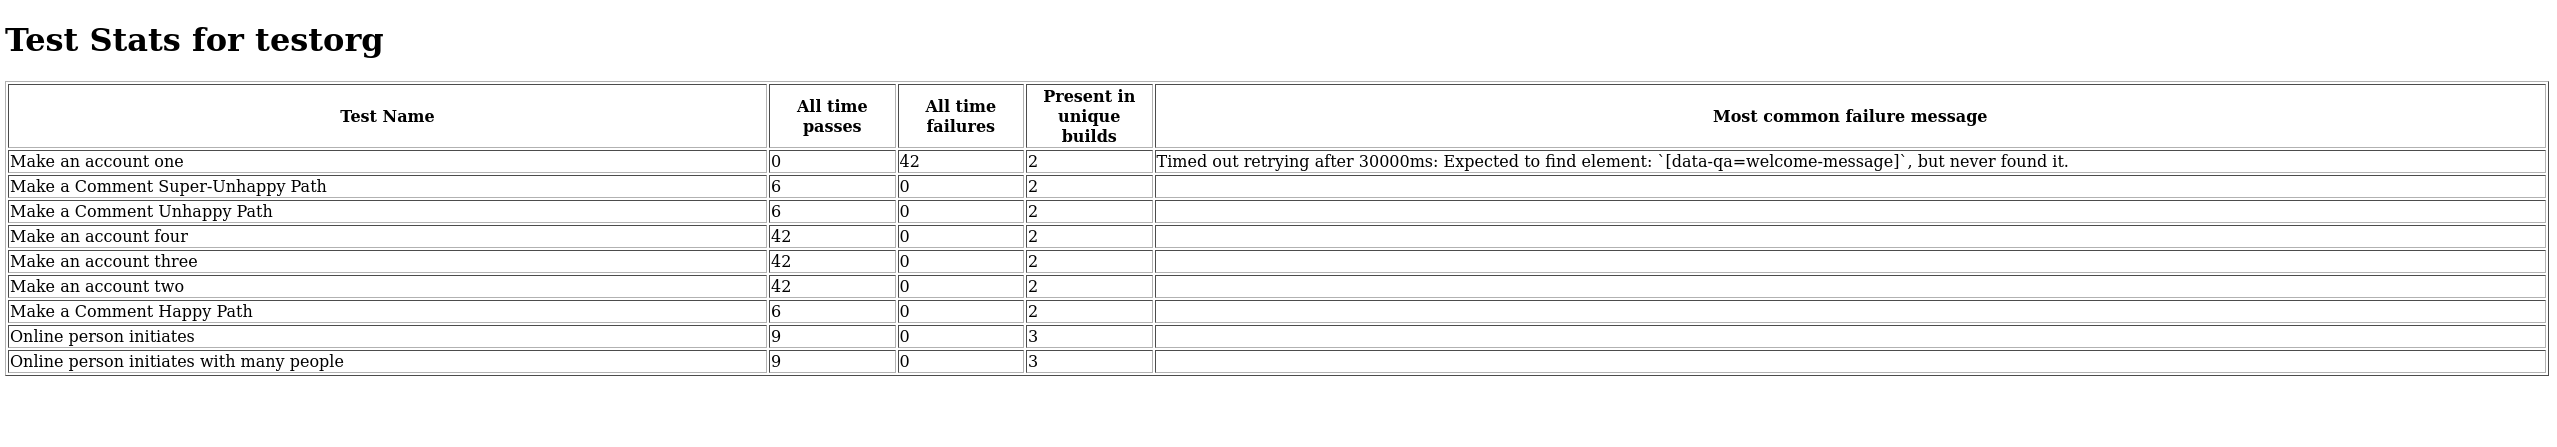 Test Stats for testorg
Test Name All time passes All time failures Present in unique builds Most common failure message
Make an account one 0 42 2 Timed out retrying after 30000ms: Expected to find element: `[data-qa=welcome-message]`, but never found it.
Make a Comment Super-Unhappy Path 6 0 2
Make a Comment Unhappy Path 6 0 2
Make an account four 42 0 2
Make an account three 42 0 2
Make an account two 42 0 2
Make a Comment Happy Path 6 0 2
Online person initiates 9 0 3
Online person initiates with many people 9 0 3